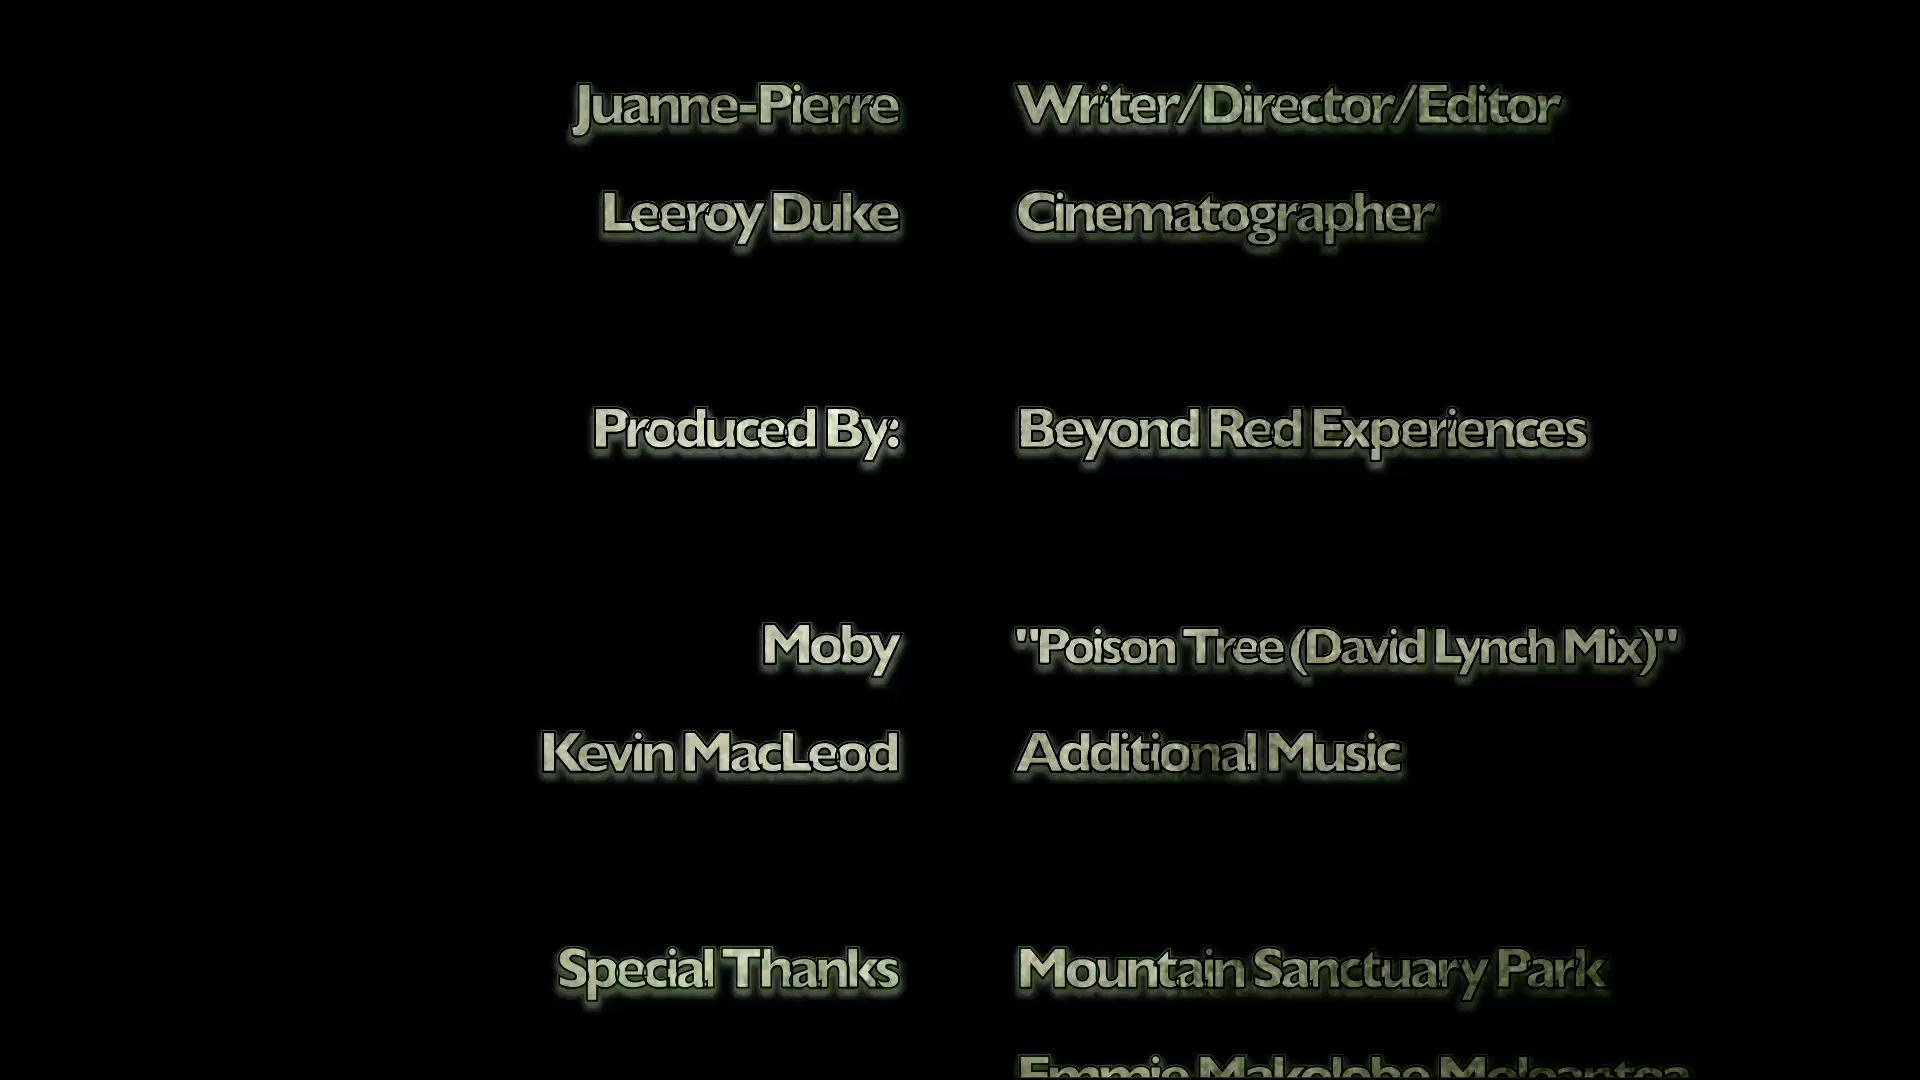 Juanne-Pierre Writer/Director/Editor
Leeroy Duke Cinematographer
Produced By: Beyond Red Experiences
Moby "Poison Tree (David Lynch Mix)"
Kevin MacLeod Additional Music
Special Thanks Mountain Sanctuary Park
Emmie